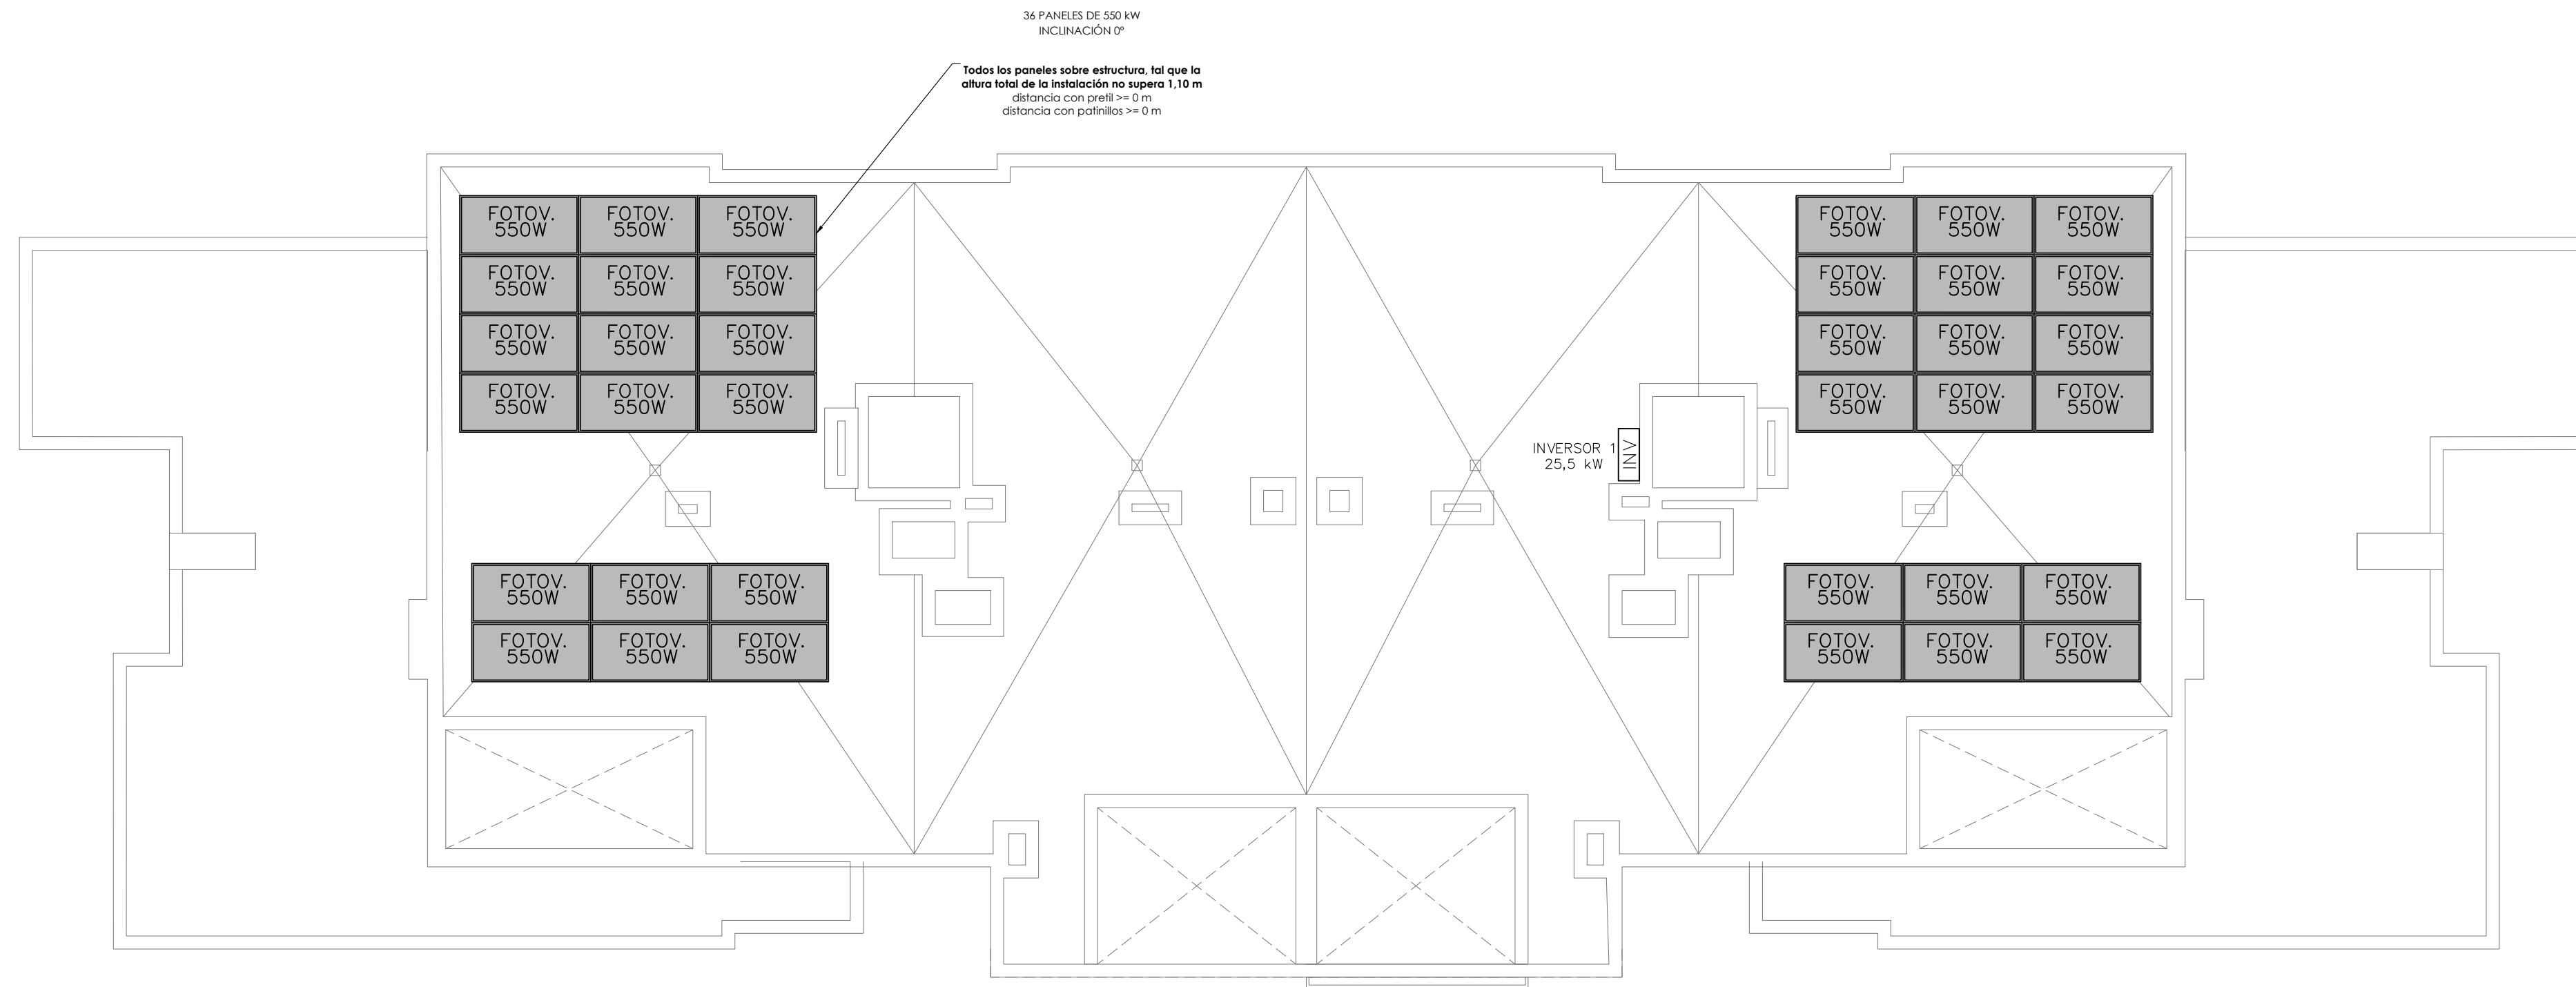 36 PANELES DE 550 kW
INCLINACIÓN 0º
Todos los paneles sobre estructura, tal que la
altura total de la instalación no supera 1,10 m
distancia con pretil >= 0 m
distancia con patinillos >= 0 m
FOTOV. FOTOV. FOTOV. FOTOV. FOTOV. FOTOV.
550W 550W 550W 550W 550W 550W
FOTOV. FOTOV. FOTOV. FOTOV. FOTOV. FOTOV.
550W 550W 550W 550W 550W 550W
FOTOV. FOTOV. FOTOV. FOTOV. FOTOV. FOTOV.
550W 550W 550W 550W 550W 550W
FOTOV. FOTOV. FOTOV. FOTOV. FOTOV. FOTOV.
550W 550W 550W 550W 550W 550W
INVERSOR 1
25,5 kW
INV
FOTOV. FOTOV. FOTOV. FOTOV. FOTOV. FOTOV.
550W 550W 550W 550W 550W 550W
FOTOV. FOTOV. FOTOV. FOTOV. FOTOV. FOTOV.
550W 550W 550W 550W 550W 550W